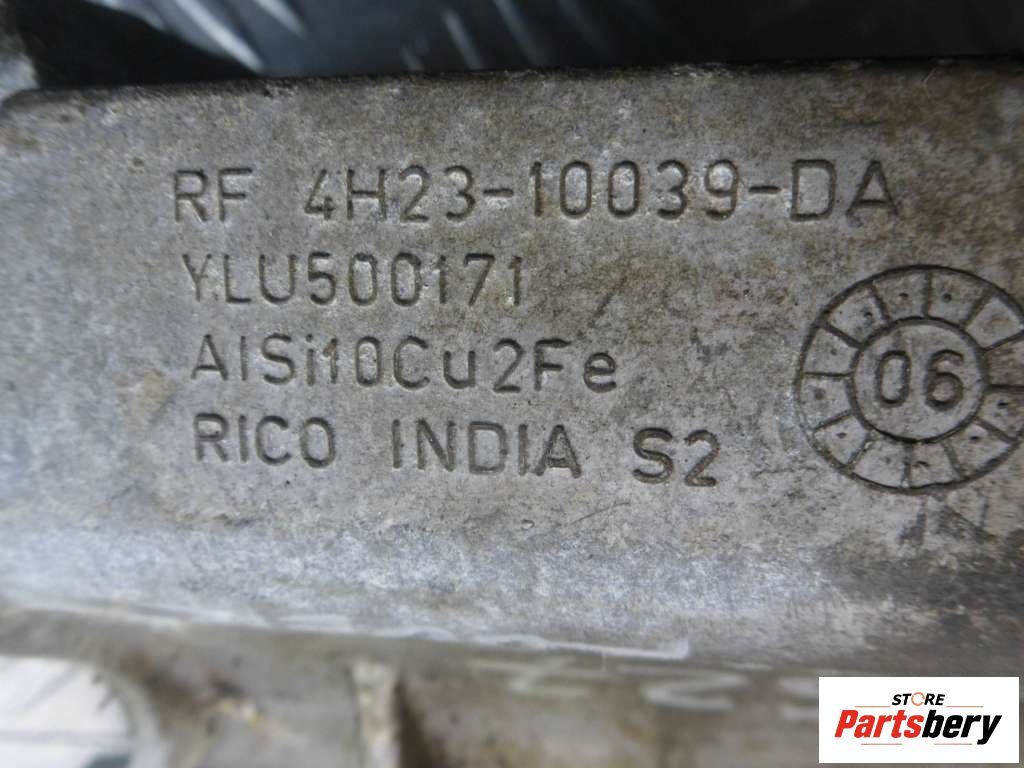 RF 4H23-10039-DA
YLU500171
AlSi10Cu2Fe
RICO INDIA S2
06
STORE
Partsbery